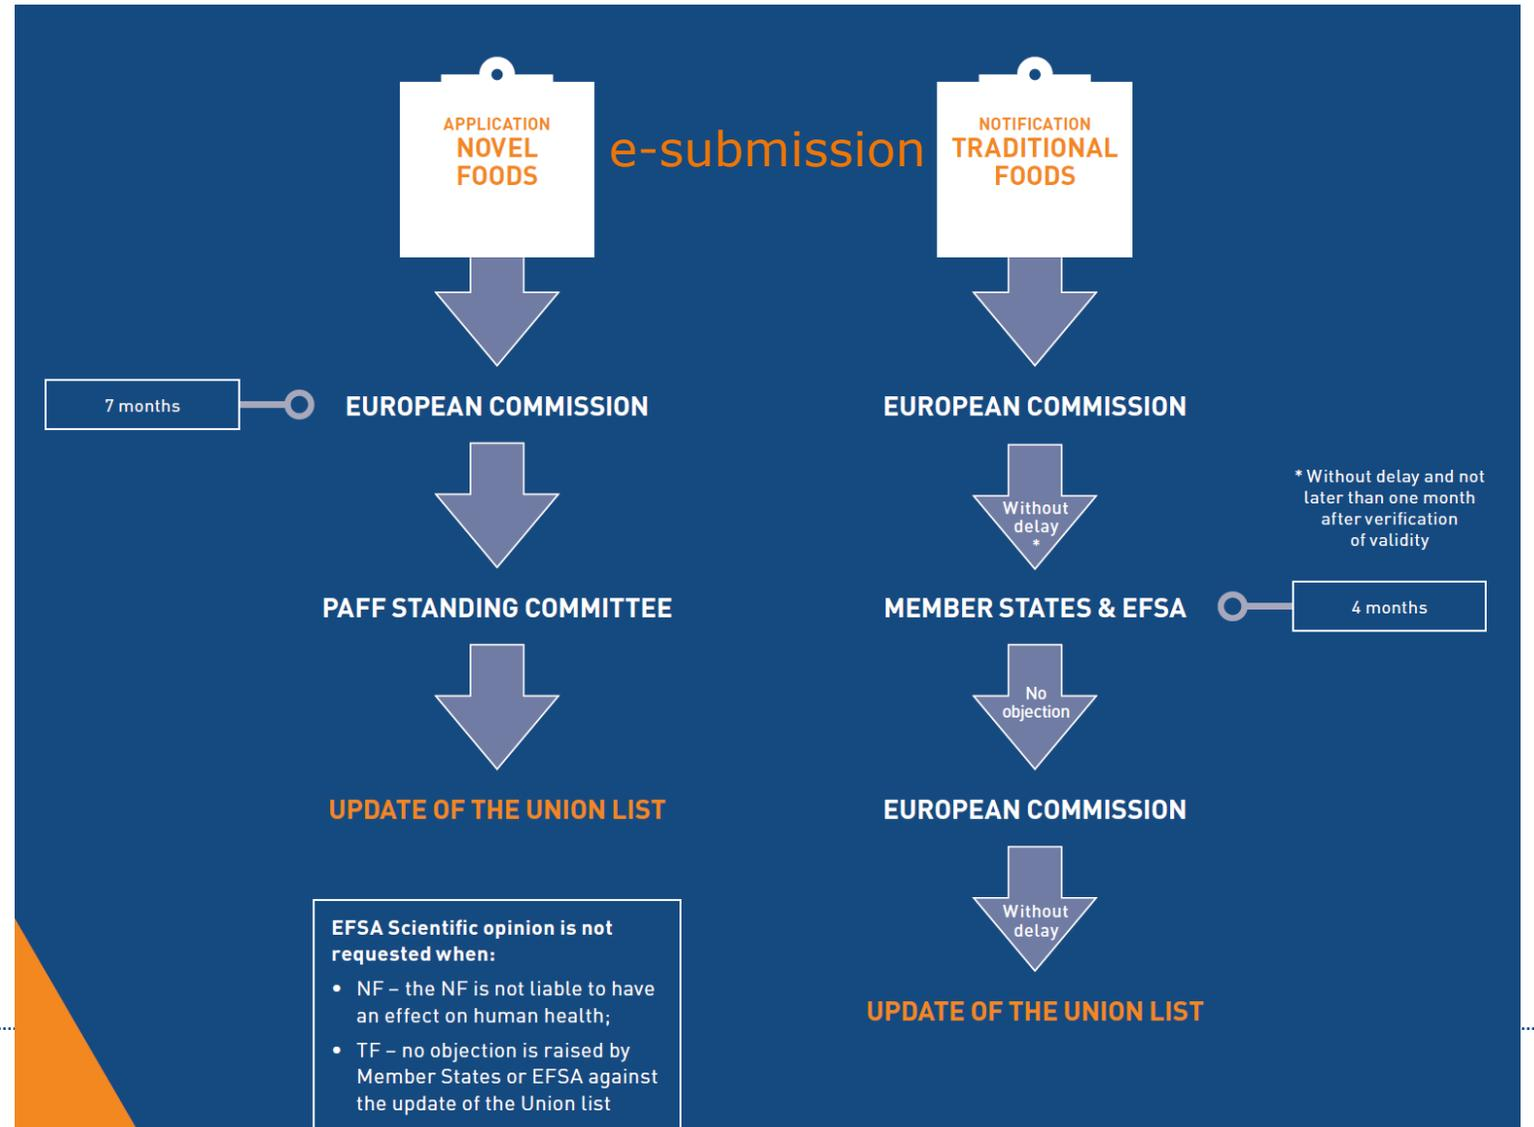 APPLICATION
NOVEL
FOODS
e-submission
NOTIFICATION
TRADITIONAL
FOODS
7 months
EUROPEAN COMMISSION
EUROPEAN COMMISSION
Without
delay
*
* Without delay and not
later than one month
after verification
of validity
PAFF STANDING COMMITTEE
MEMBER STATES & EFSA
4 months
No
objection
UPDATE OF THE UNION LIST
EUROPEAN COMMISSION
Without
delay
EFSA Scientific opinion is not
requested when:
• NF – the NF is not liable to have
an effect on human health;
• TF – no objection is raised by
Member States or EFSA against
the update of the Union list
UPDATE OF THE UNION LIST